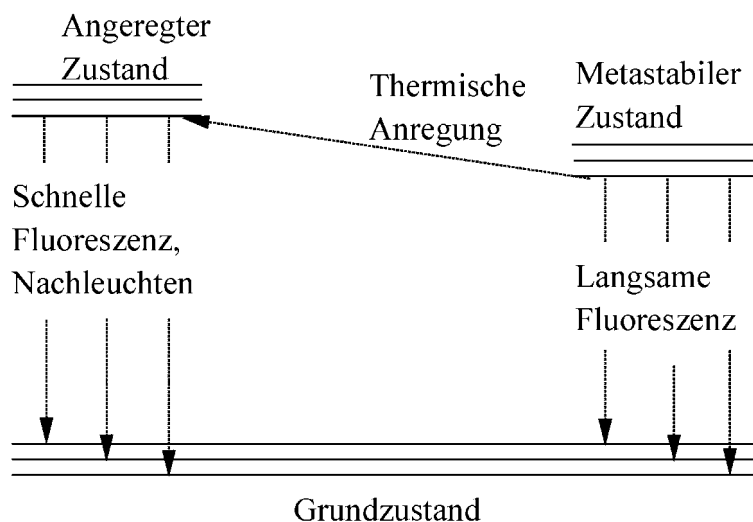 Angeregter
Zustand
Thermische
Anregung
Metastabiler
Zustand
Schnelle
Fluoreszenz,
Nachleuchten
Langsame
Fluoreszenz
Grundzustand